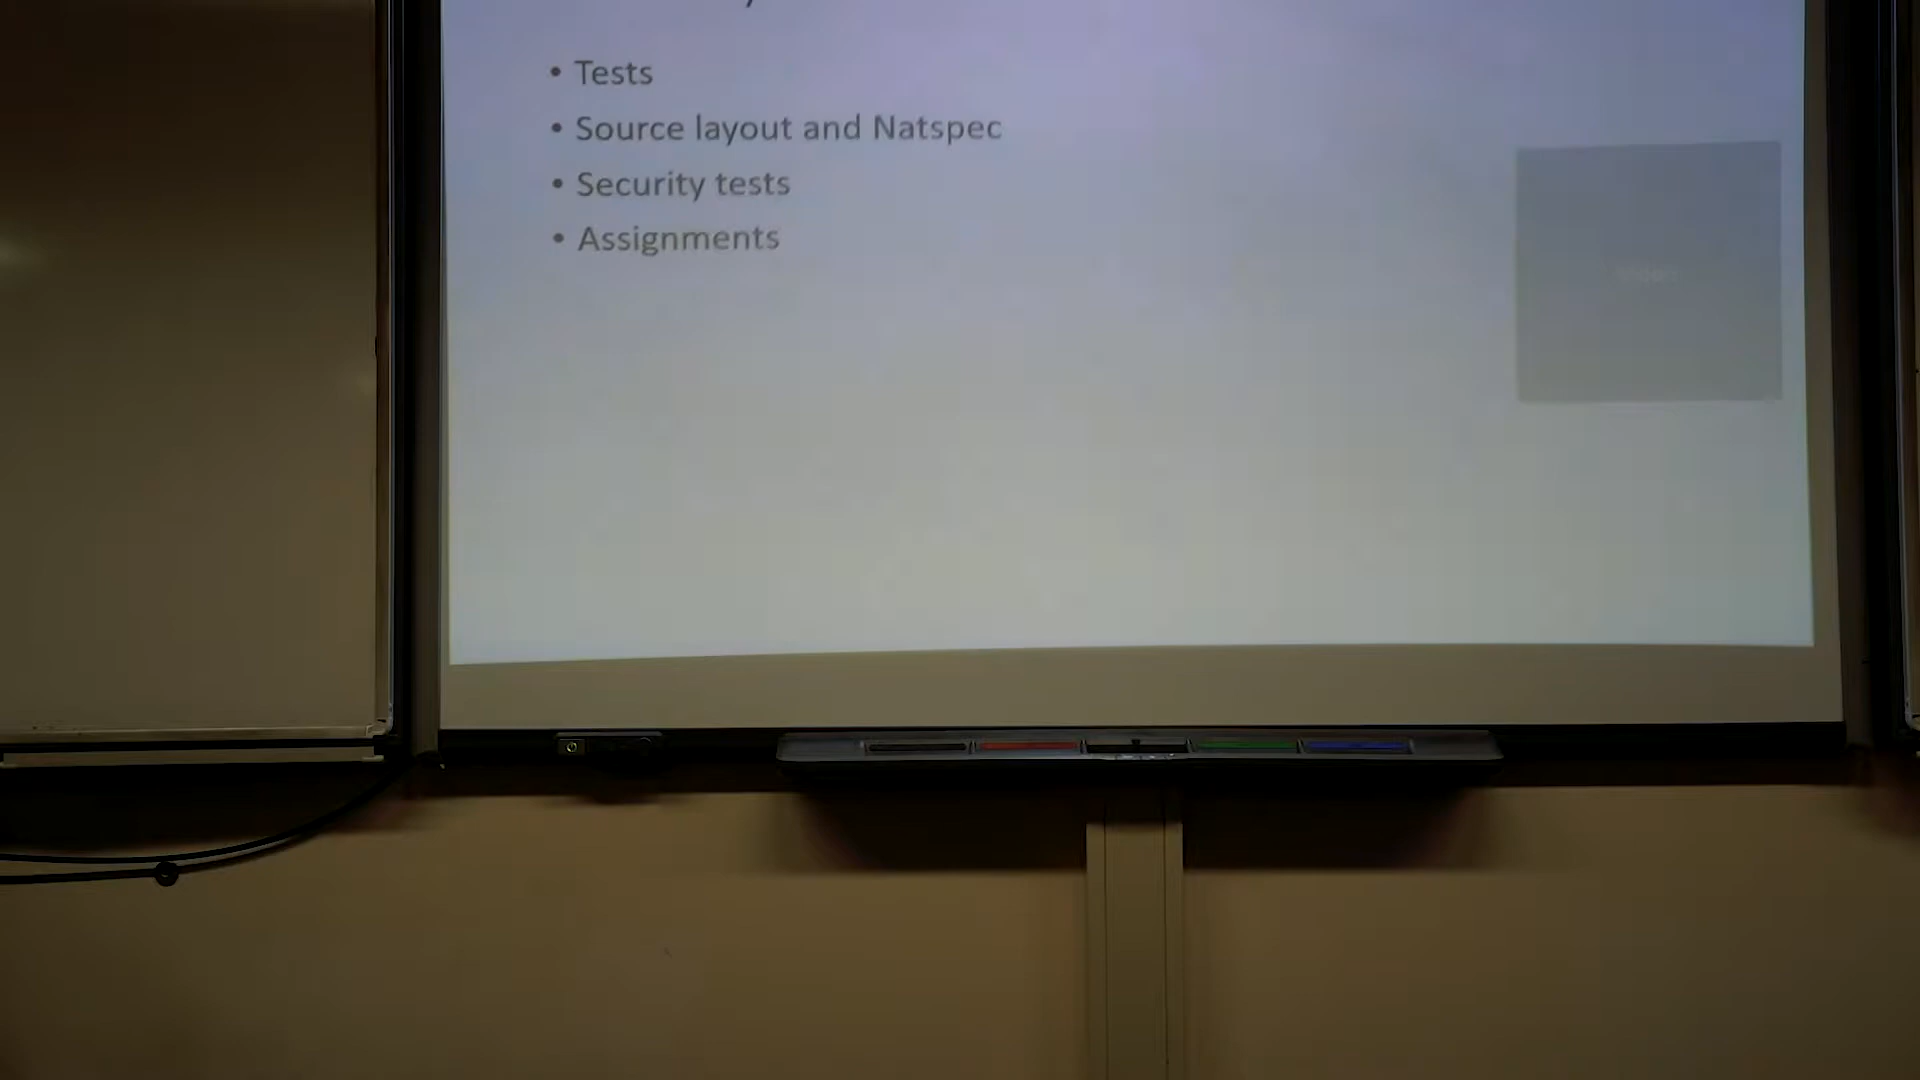 • Tests
• Source layout and Natspec
• Security tests
• Assignments